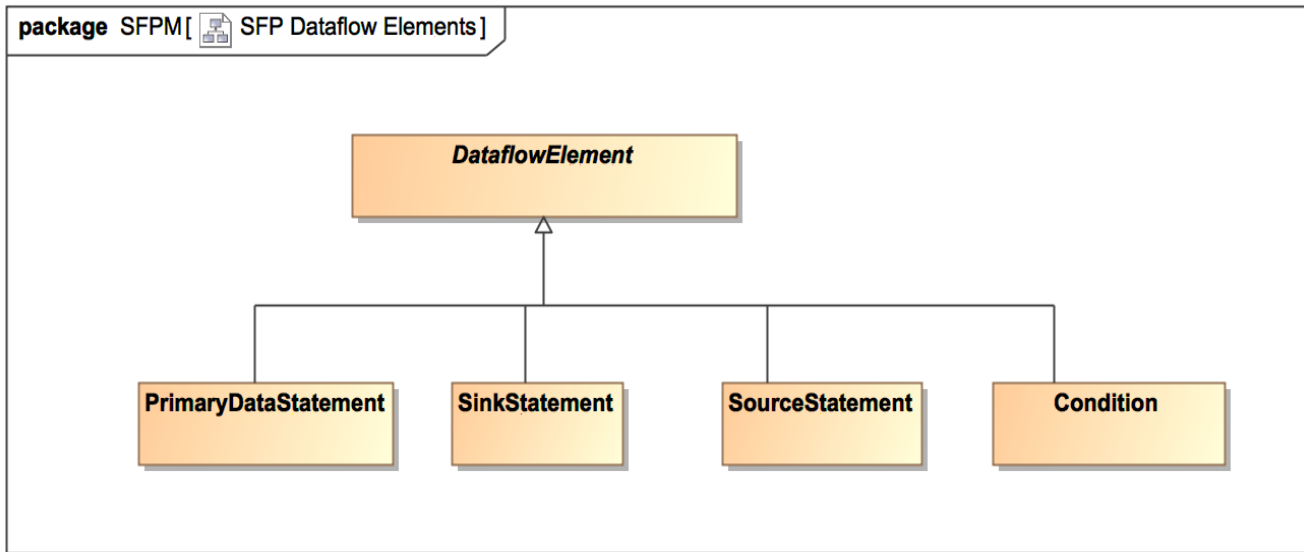 package SFPM[ SFP Dataflow Elements]
DataflowElement
PrimaryDataStatement SinkStatement SourceStatement Condition